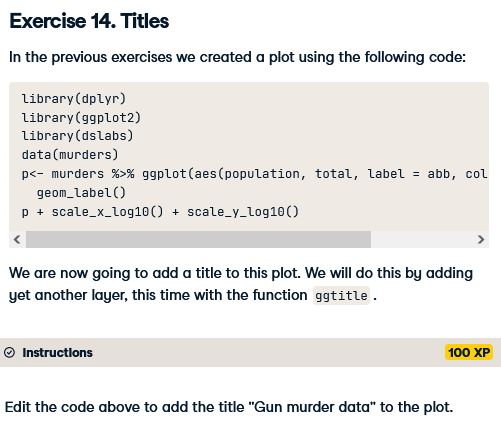 Exercise 14. Titles
In the previous exercises we created a plot using the following code:
library(dplyr)
library(ggplot2)
library(dslabs)
data(murders)
p<- murders %>% ggplot(aes(population, total, label = abb, col
  geom_label()
p + scale_x_log10() + scale_y_log10()
We are now going to add a title to this plot. We will do this by adding
yet another layer, this time with the function ggtitle .
Instructions
100 XP
Edit the code above to add the title "Gun murder data" to the plot.